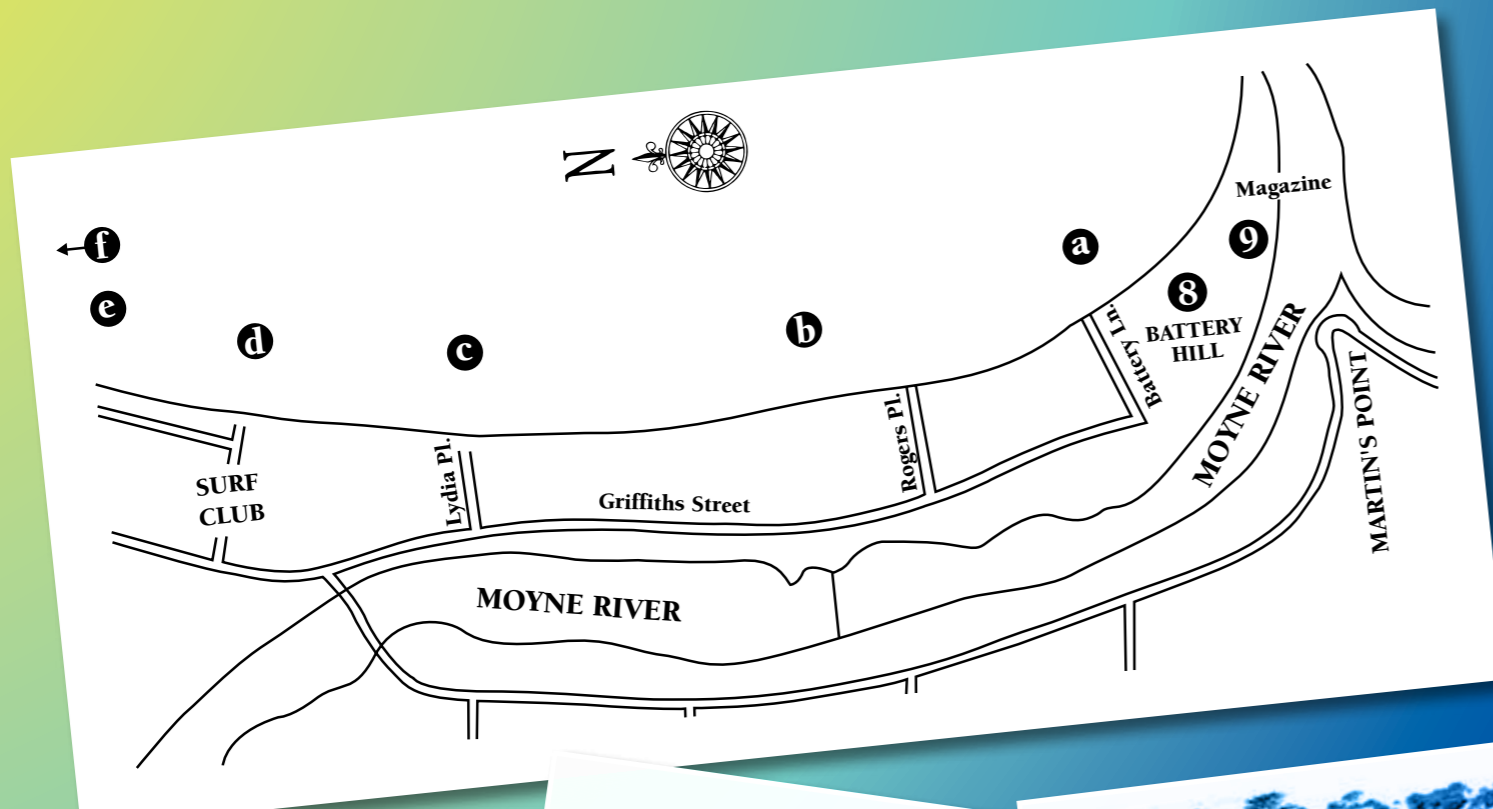 N
Magazine
f
e
d
c
b
a
9
8
BATTERY
HILL
Battery Ln.
MOYNE RIVER
MARTIN'S POINT
Rogers Pl.
Lydia Pl.
Griffiths Street
SURF
CLUB
MOYNE RIVER